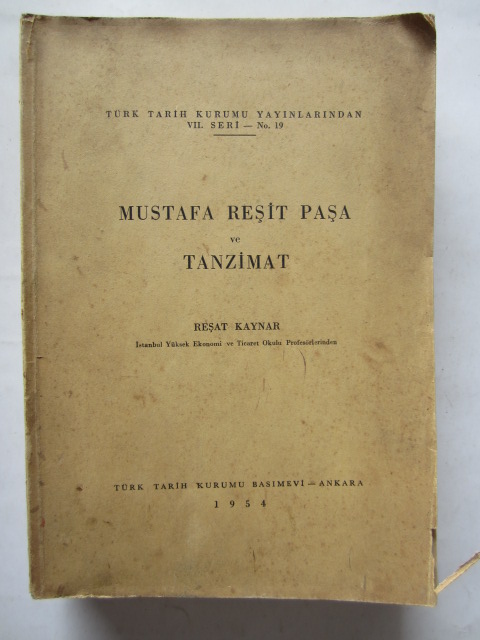 TÜRK TARİH KURUMU YAYINLARINDAN
VII. SERİ — No. 19
MUSTAFA REŞİT PAŞA
ve
TANZİMAT
REŞAT KAYNAR
İstanbul Yüksek Ekonomi ve Ticaret Okulu Profesörlerinden
TÜRK TARİH KURUMU BASIMEVİ — ANKARA
1954